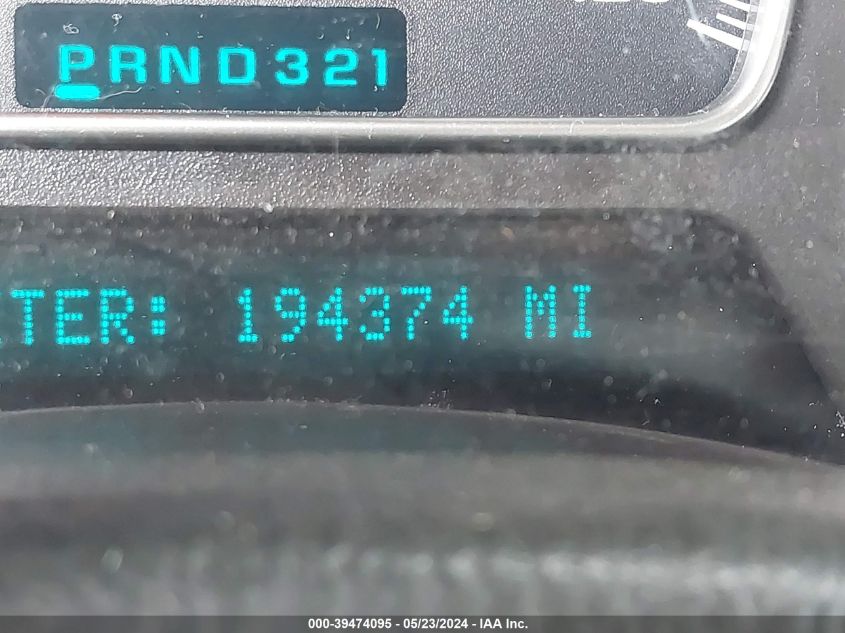 PRND321
TER: 194374 MI
000-39474095 - 05/23/2024 - IAA Inc.